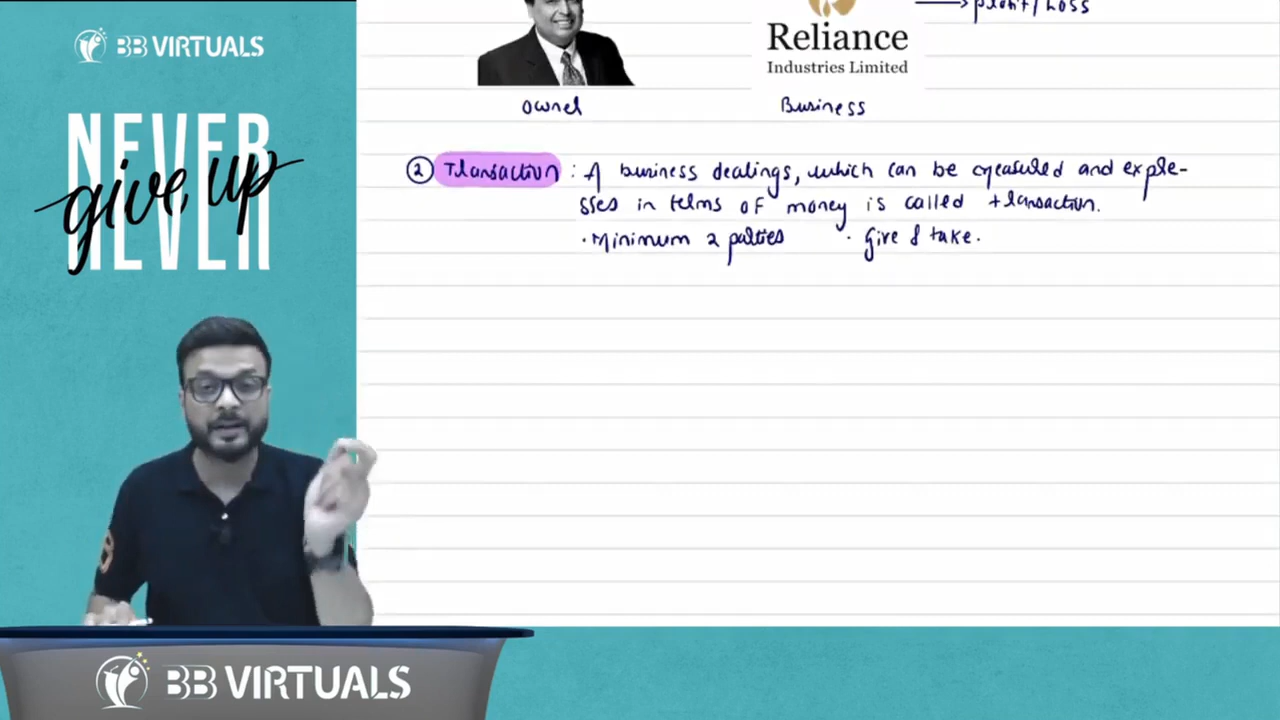 BB VIRTUALS
NEVER
give up
NEVER
→ profit/Loss
Reliance
Industries Limited
owner
Business
② Transaction : A business dealings, which can be measured and expre-
sses in terms of money is called transaction.
· Minimum 2 parties · Give & take.
BB VIRTUALS